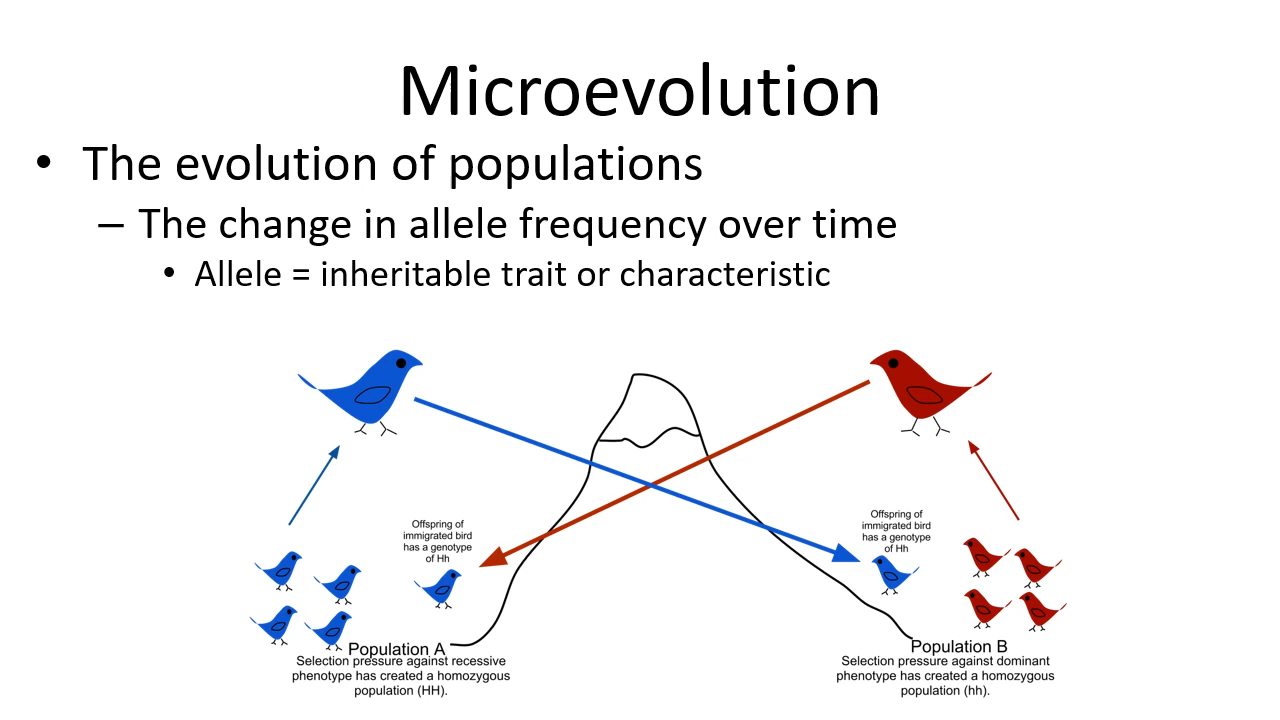 Microevolution
• The evolution of populations
– The change in allele frequency over time
• Allele = inheritable trait or characteristic
Offspring of
immigrated bird
has a genotype
of Hh
Offspring of
immigrated bird
has a genotype
of Hh
Population A
Selection pressure against recessive
phenotype has created a homozygous
population (HH).
Population B
Selection pressure against dominant
phenotype has created a homozygous
population (hh).